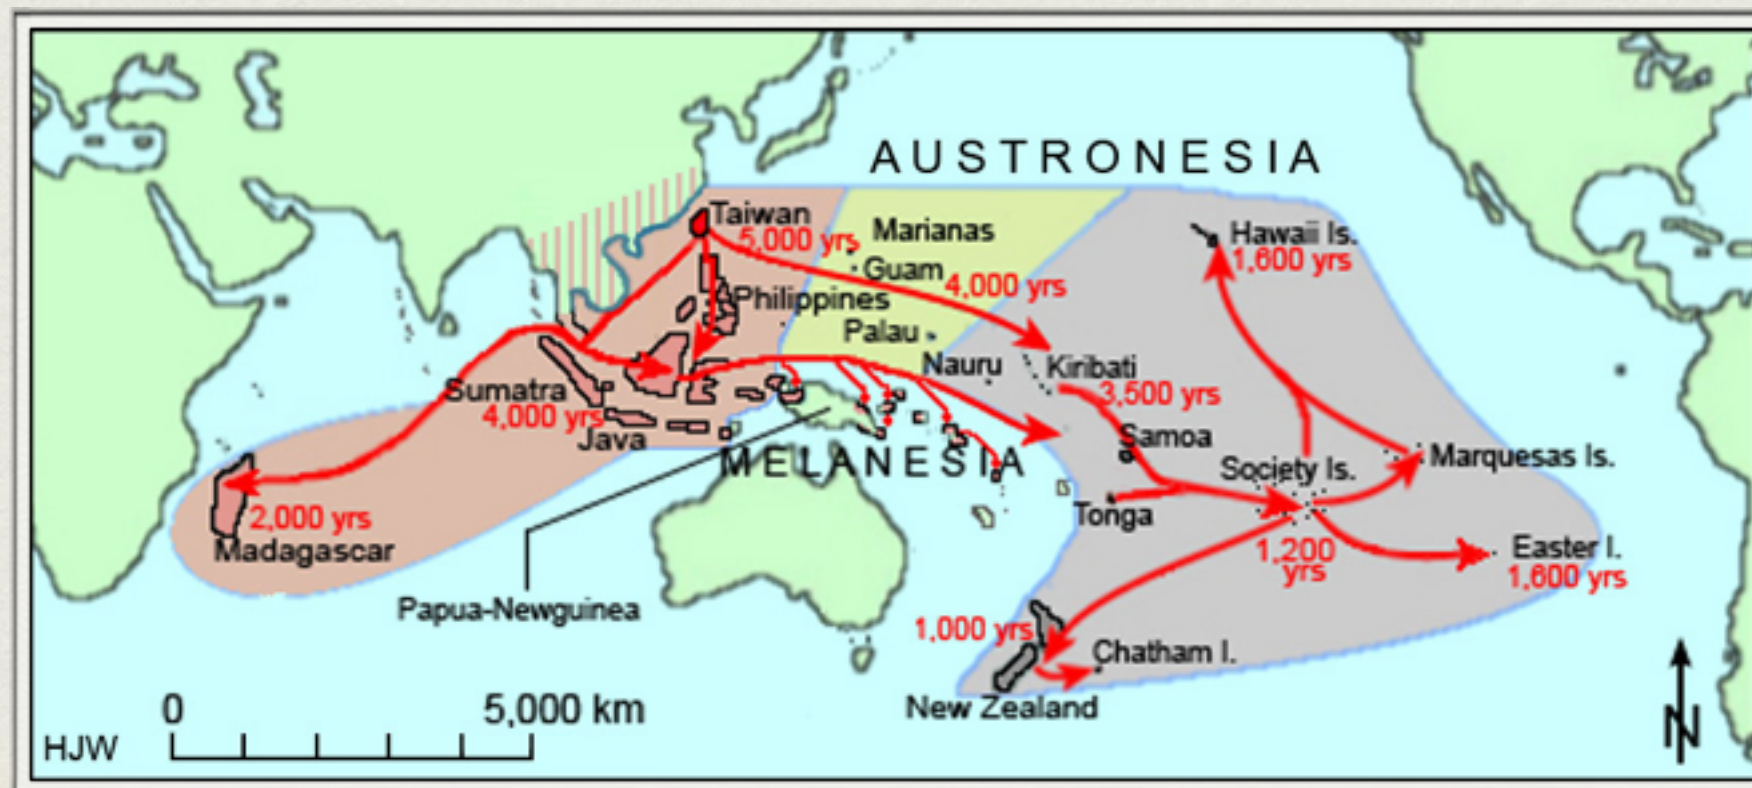 AUSTRONESIA
Taiwan
5,000 yrs
Marianas
Guam
4,000 yrs
Hawaii Is.
1,600 yrs
Philippines
Palau
Nauru
Kiribati
3,500 yrs
Sumatra
4,000 yrs
Java
MELANESIA
Samoa
Society Is.
Marquesas Is.
Tonga
2,000 yrs
Madagascar
1,200
yrs
Easter I.
1,600 yrs
Papua-Newguinea
1,000 yrs
Chatham I.
New Zealand
0 5,000 km
HJW
N